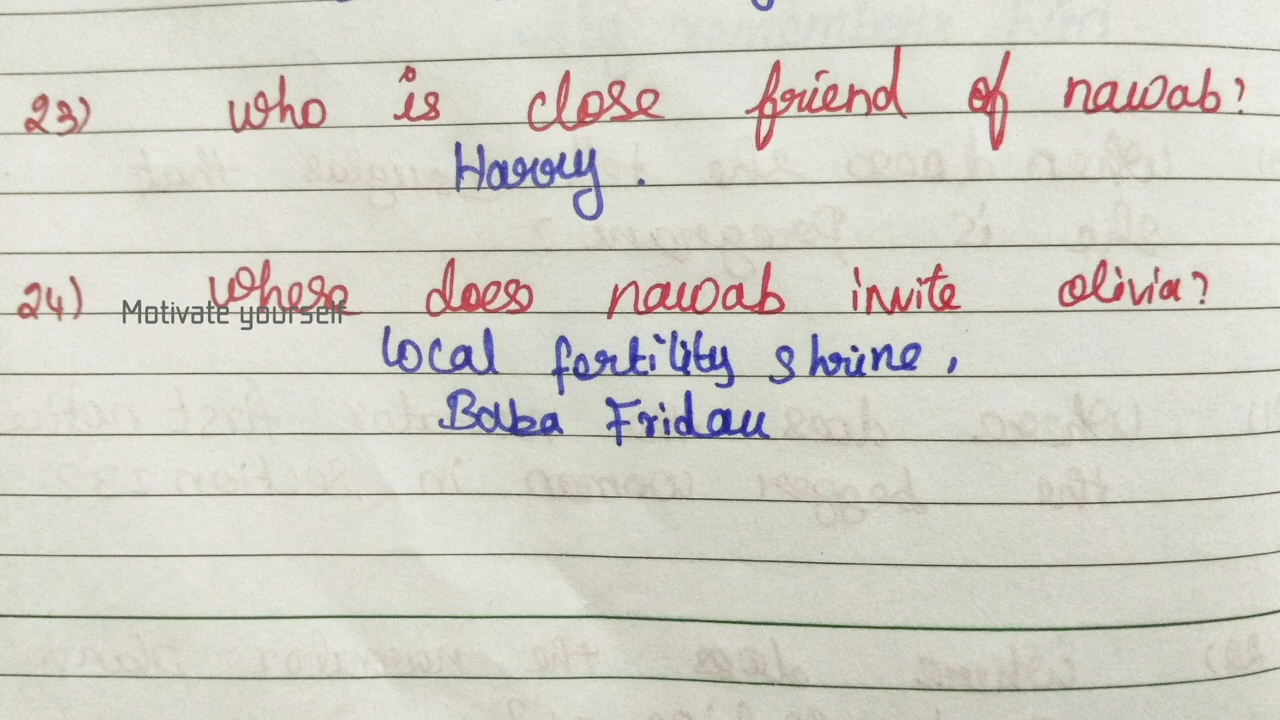 23) who is close friend of nawab?
Harry.
24) where does nawab invite olivia?
Motivate yourself
local fertility shrine,
Baba Fridau